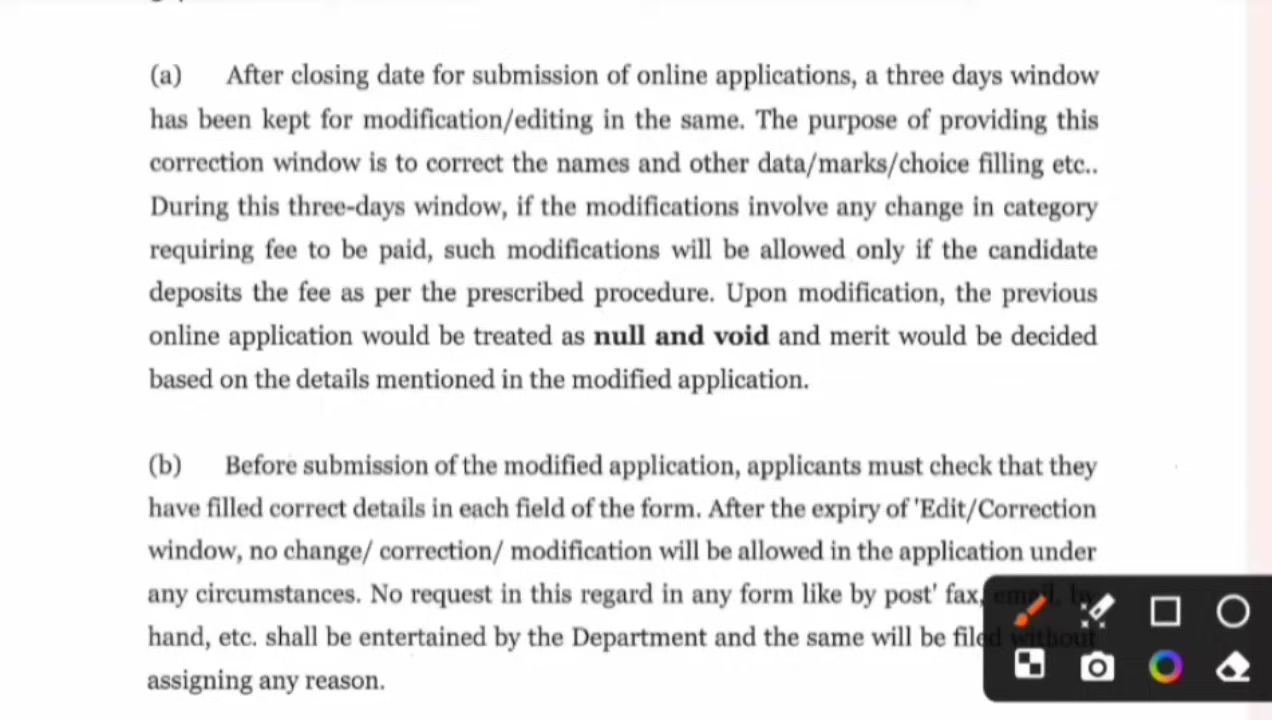 (a) After closing date for submission of online applications, a three days window
has been kept for modification/editing in the same. The purpose of providing this
correction window is to correct the names and other data/marks/choice filling etc..
During this three-days window, if the modifications involve any change in category
requiring fee to be paid, such modifications will be allowed only if the candidate
deposits the fee as per the prescribed procedure. Upon modification, the previous
online application would be treated as null and void and merit would be decided
based on the details mentioned in the modified application.
(b) Before submission of the modified application, applicants must check that they
have filled correct details in each field of the form. After the expiry of 'Edit/Correction
window, no change/ correction/ modification will be allowed in the application under
any circumstances. No request in this regard in any form like by post' fax, email, by
hand, etc. shall be entertained by the Department and the same will be filed without
assigning any reason.